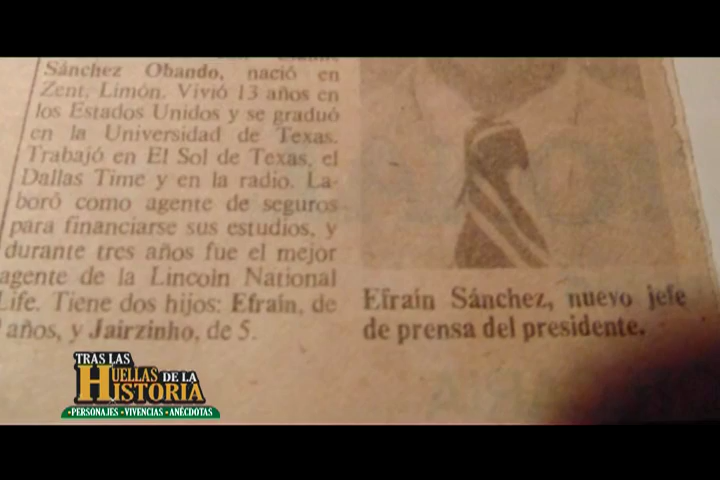 Sánchez Obando, nació en
Zent, Limón. Vivió 13 años en
los Estados Unidos y se graduó
en la Universidad de Texas.
Trabajó en El Sol de Texas, el
Dallas Time y en la radio. La-
boró como agente de seguros
para financiarse sus estudios, y
durante tres años fue el mejor
agente de la Lincoln National
Life. Tiene dos hijos: Efraín, de
años, y Jairzinho, de 5.
Efraín Sánchez, nuevo jefe
de prensa del presidente.
TRAS LAS
HUELLAS DE LA
HISTORIA
•PERSONAJES •VIVENCIAS •ANÉCDOTAS